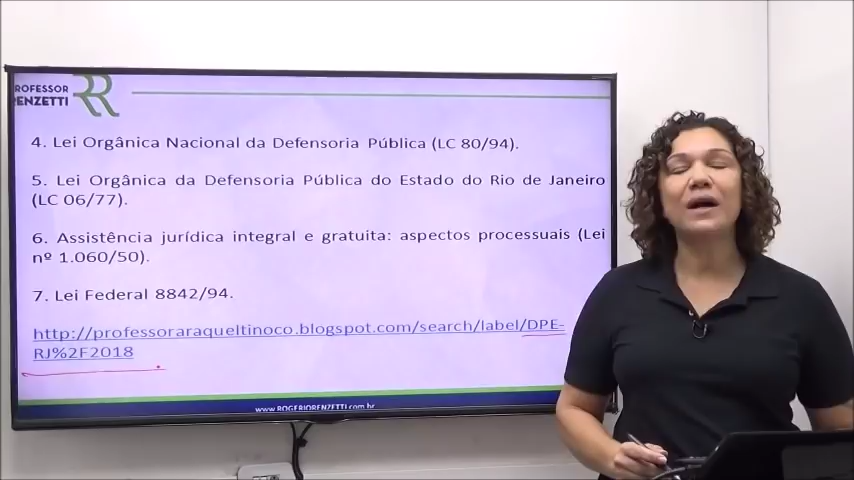 PROFESSOR
RENZETTI
4. Lei Orgânica Nacional da Defensoria Pública (LC 80/94).
5. Lei Orgânica da Defensoria Pública do Estado do Rio de Janeiro
(LC 06/77).
6. Assistência jurídica integral e gratuita: aspectos processuais (Lei
nº 1.060/50).
7. Lei Federal 8842/94.
http://professoraraqueltinoco.blogspot.com/search/label/DPE-
RJ%2F2018
www.ROGERIORENZETTI.com.br